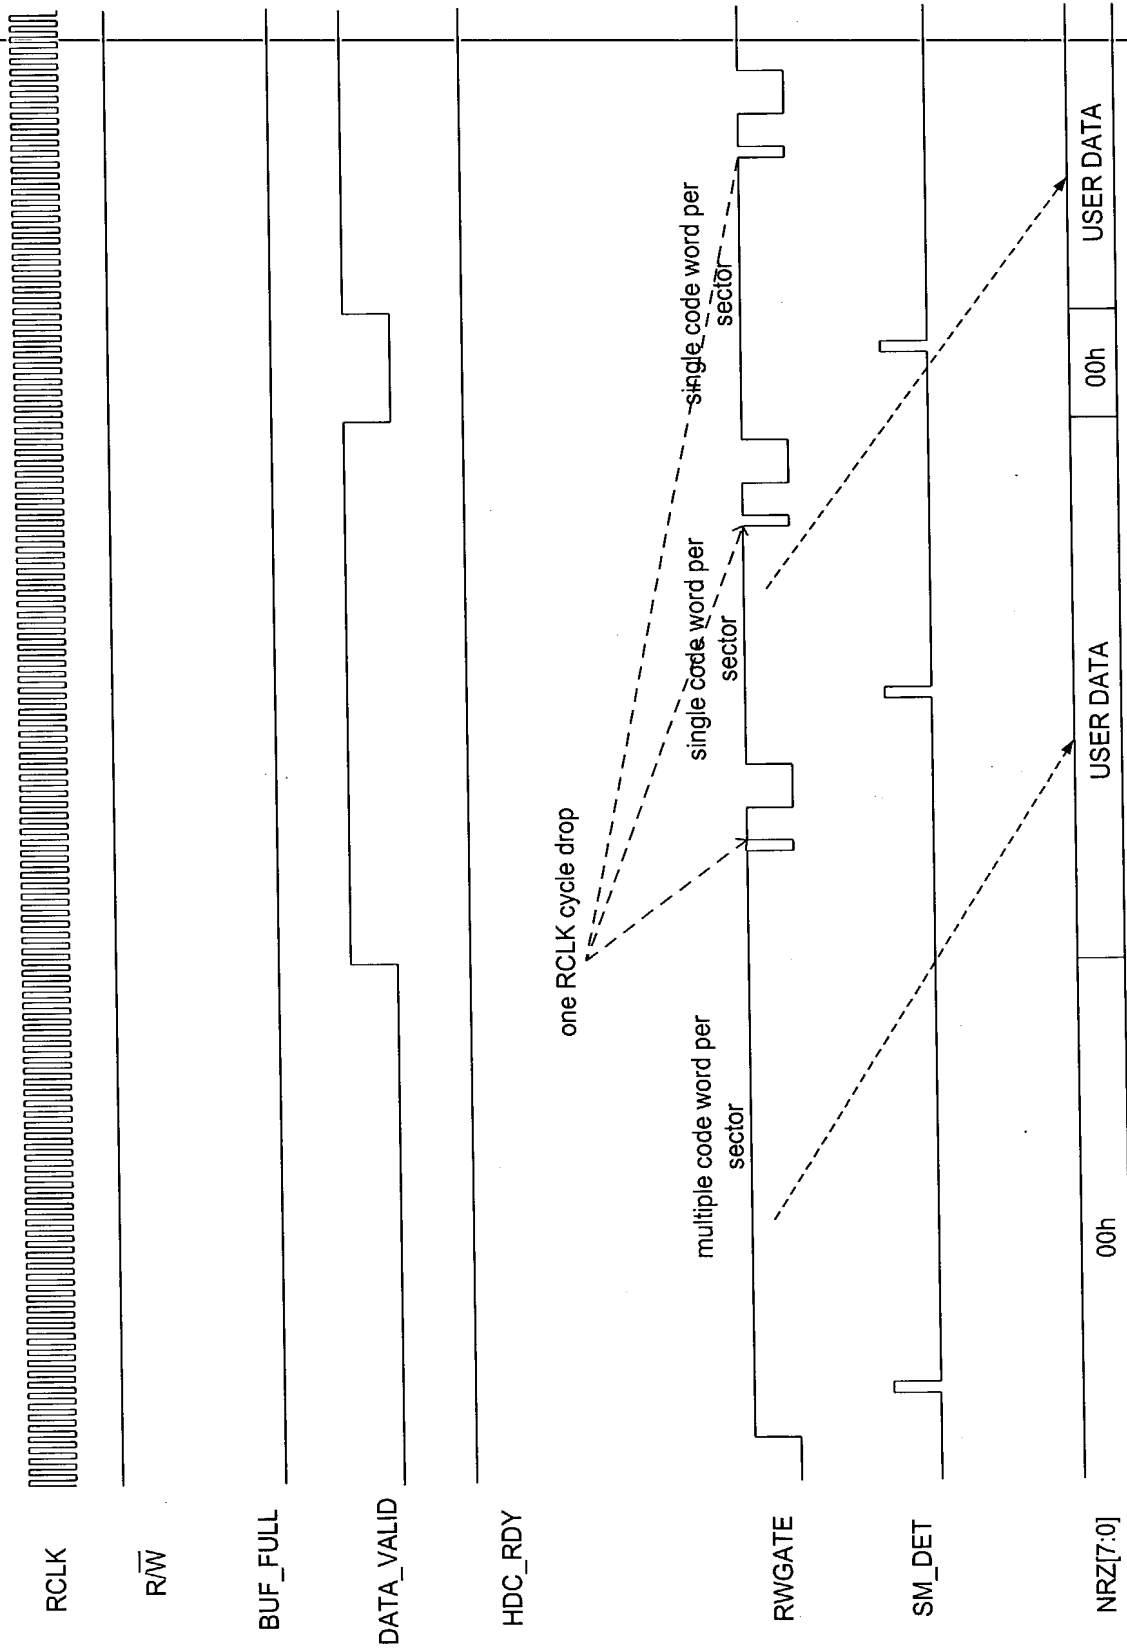 RCLK
R/W̅
BUF_FULL
DATA_VALID
HDC_RDY
one RCLK cycle drop
multiple code word per
sector
single code word per
sector
single code word per
sector
RWGATE
SM_DET
NRZ[7:0]
00h
USER DATA
00h
USER DATA